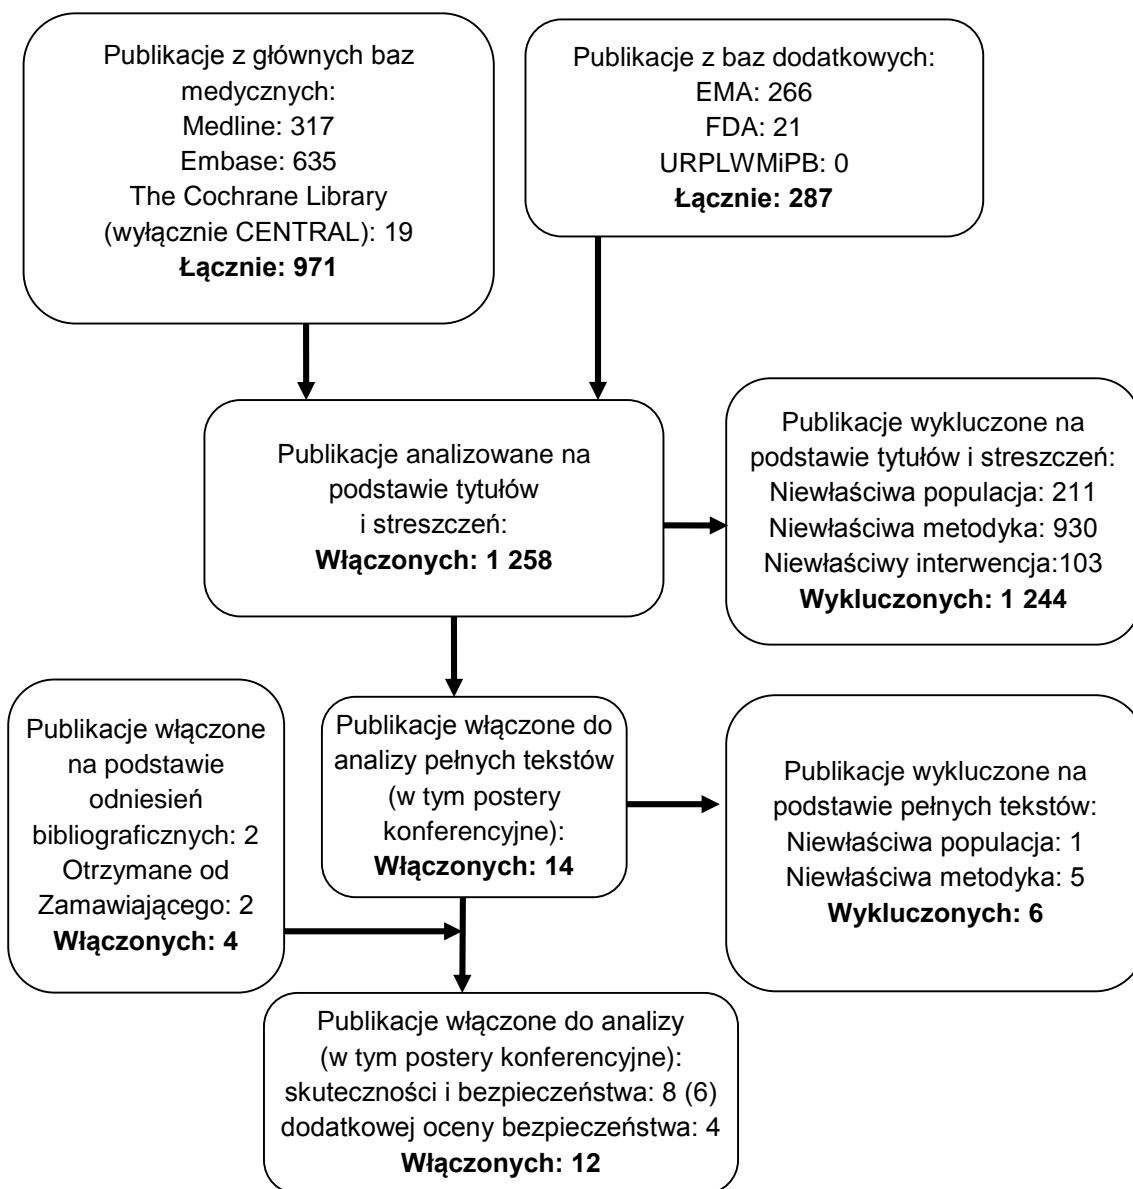 Publikacje z głównych baz
medycznych:
Medline: 317
Embase: 635
The Cochrane Library
(wyłącznie CENTRAL): 19
Łącznie: 971
Publikacje z baz dodatkowych:
EMA: 266
FDA: 21
URPLWMiPB: 0
Łącznie: 287
Publikacje analizowane na
podstawie tytułów
i streszczeń:
Włączonych: 1 258
Publikacje wykluczone na
podstawie tytułów i streszczeń:
Niewłaściwa populacja: 211
Niewłaściwa metodyka: 930
Niewłaściwy interwencja:103
Wykluczonych: 1 244
Publikacje włączone
na podstawie
odniesień
bibliograficznych: 2
Otrzymane od
Zamawiającego: 2
Włączonych: 4
Publikacje włączone do
analizy pełnych tekstów
(w tym postery
konferencyjne):
Włączonych: 14
Publikacje wykluczone na
podstawie pełnych tekstów:
Niewłaściwa populacja: 1
Niewłaściwa metodyka: 5
Wykluczonych: 6
Publikacje włączone do analizy
(w tym postery konferencyjne):
skuteczności i bezpieczeństwa: 8 (6)
dodatkowej oceny bezpieczeństwa: 4
Włączonych: 12